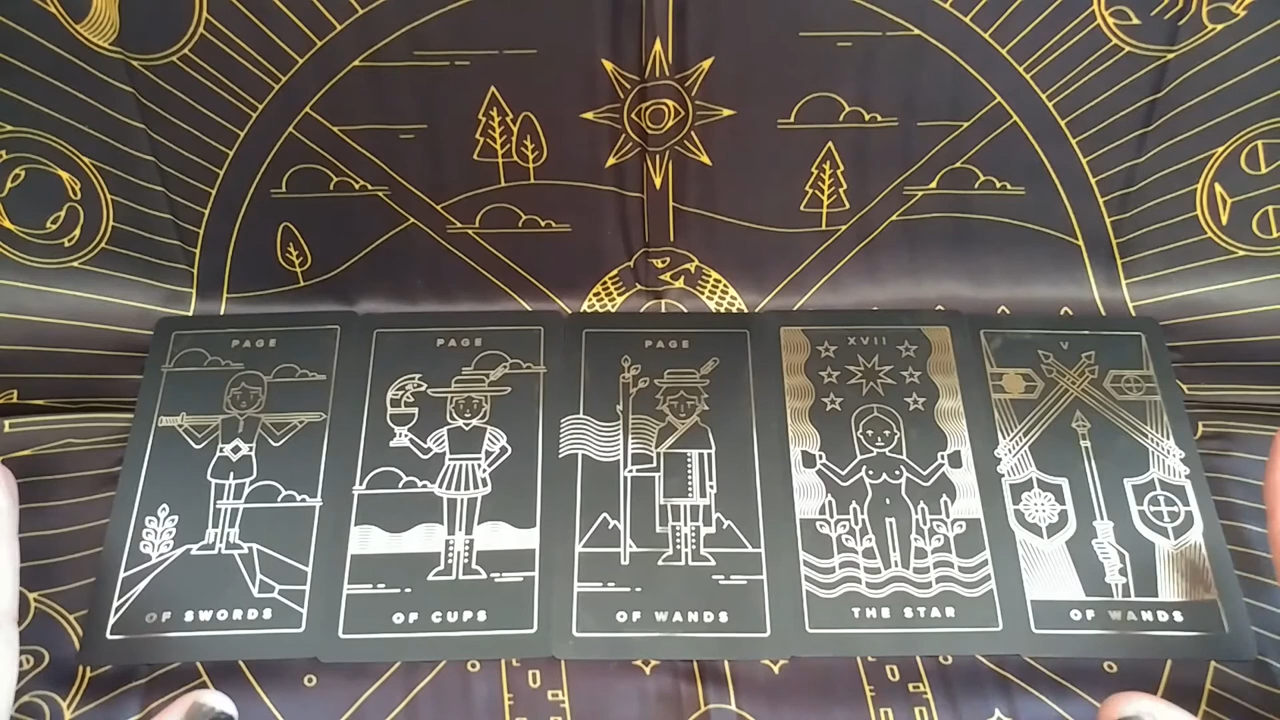 PAGE
OF SWORDS
PAGE
OF CUPS
PAGE
OF WANDS
XVII
THE STAR
V
OF WANDS